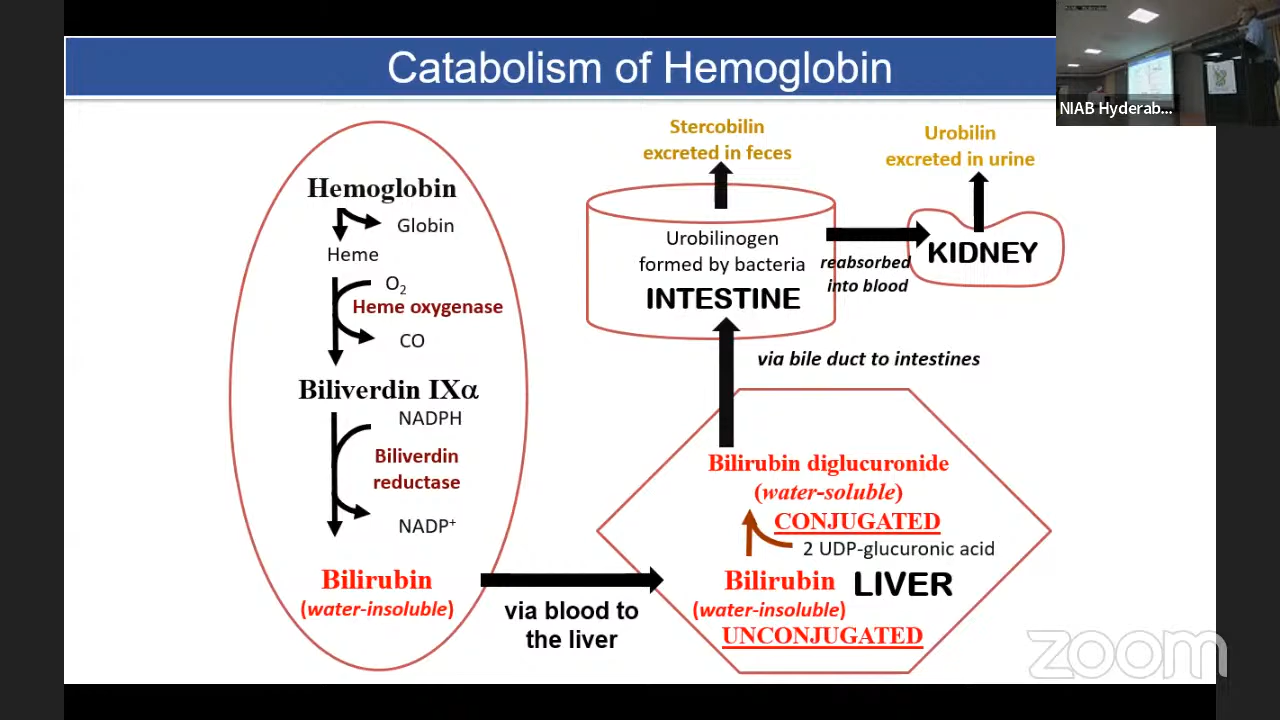 Catabolism of Hemoglobin
NIAB Hyderab...
Hemoglobin
Globin
Heme
O₂
Heme oxygenase
CO
Biliverdin IXα
NADPH
Biliverdin
reductase
NADP⁺
Bilirubin
(water-insoluble)
via blood to
the liver
Stercobilin
excreted in feces
Urobilin
excreted in urine
Urobilinogen
formed by bacteria
INTESTINE
reabsorbed
into blood
KIDNEY
via bile duct to intestines
Bilirubin diglucuronide
(water-soluble)
CONJUGATED
2 UDP-glucuronic acid
Bilirubin
LIVER
(water-insoluble)
UNCONJUGATED
zoom